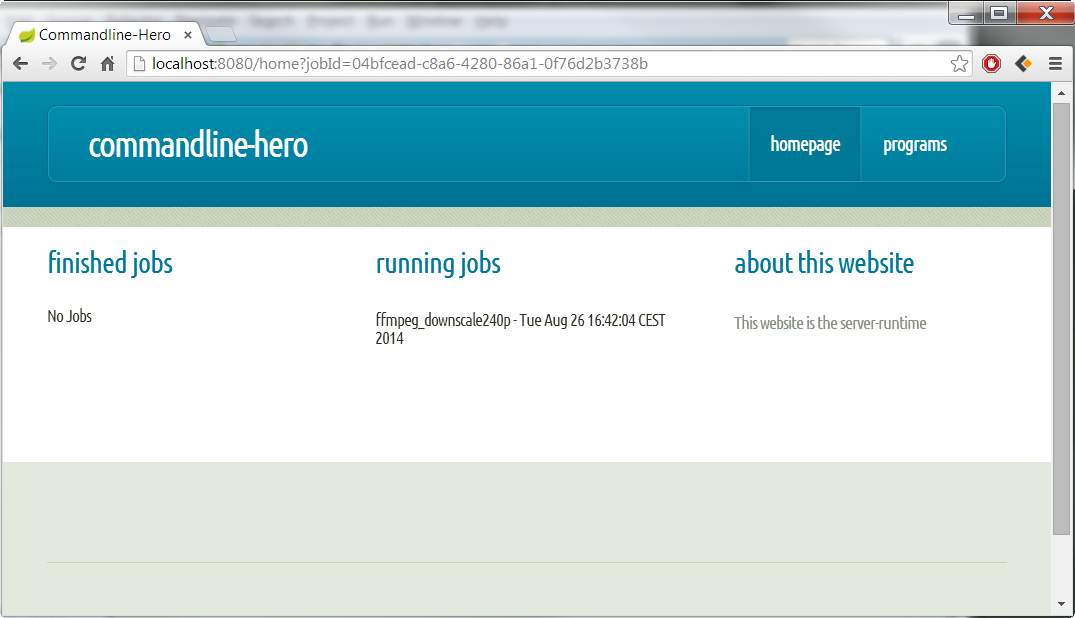 Commandline-Hero
localhost:8080/home?jobId=04bfcead-c8a6-4280-86a1-0f76d2b3738b
commandline-hero
homepage
programs
finished jobs
No Jobs
running jobs
ffmpeg_downscale240p - Tue Aug 26 16:42:04 CEST
2014
about this website
This website is the server-runtime